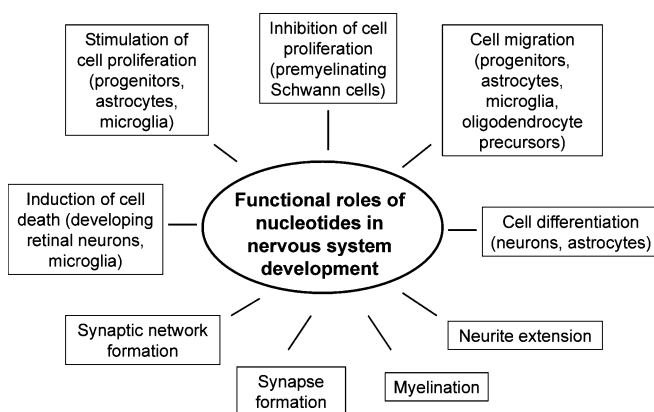 Stimulation of
cell proliferation
(progenitors,
astrocytes,
microglia)
Inhibition of cell
proliferation
(premyelinating
Schwann cells)
Cell migration
(progenitors,
astrocytes,
microglia,
oligodendrocyte
precursors)
Induction of cell
death (developing
retinal neurons,
microglia)
Functional roles of
nucleotides in
nervous system
development
Cell differentiation
(neurons, astrocytes)
Synaptic network
formation
Synapse
formation
Myelination
Neurite extension